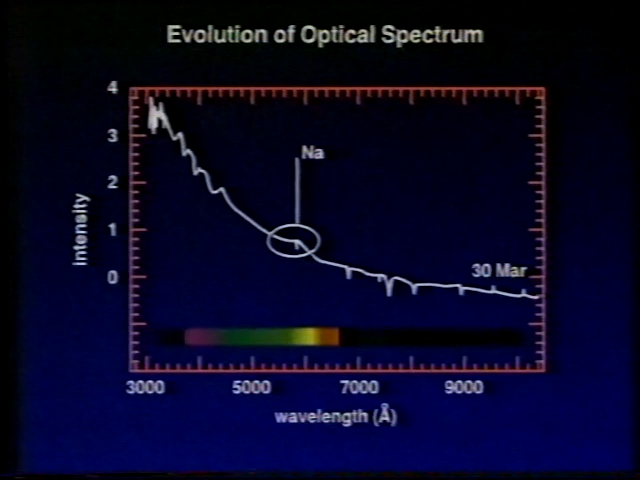 Evolution of Optical Spectrum
4
3
2
1
0
intensity
Na
30 Mar
3000 5000 7000 9000
wavelength (Å)